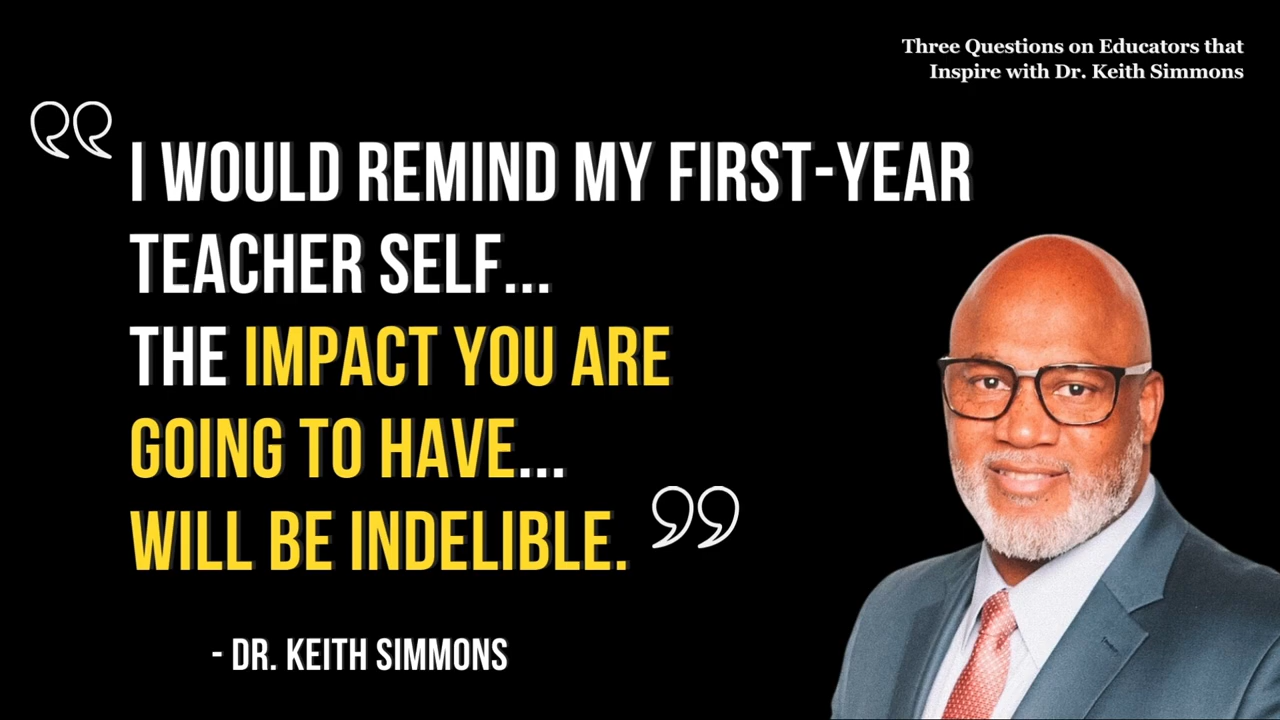 Three Questions on Educators that
Inspire with Dr. Keith Simmons
“I WOULD REMIND MY FIRST-YEAR
TEACHER SELF...
THE IMPACT YOU ARE
GOING TO HAVE...
WILL BE INDELIBLE.”
- DR. KEITH SIMMONS